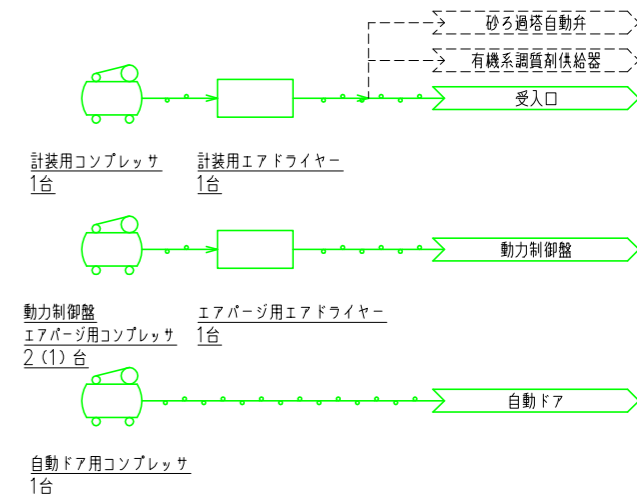 砂ろ過塔自動弁
有機系調質剤供給器
受入口
計装用コンプレッサ
1台
計装用エアドライヤー
1台
動力制御盤
動力制御盤
エアパージ用コンプレッサ
2(1)台
エアパージ用エアドライヤー
1台
自動ドア
自動ドア用コンプレッサ
1台